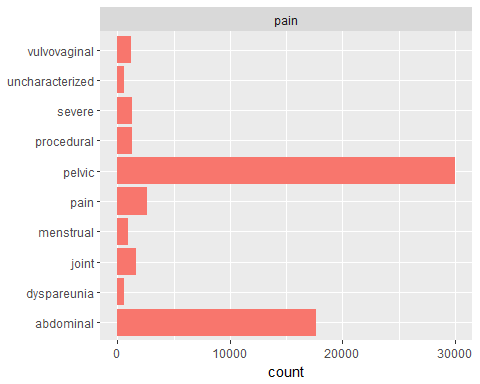 pain
vulvovaginal
uncharacterized
severe
procedural
pelvic
pain
menstrual
joint
dyspareunia
abdominal
0 10000 20000 30000
count